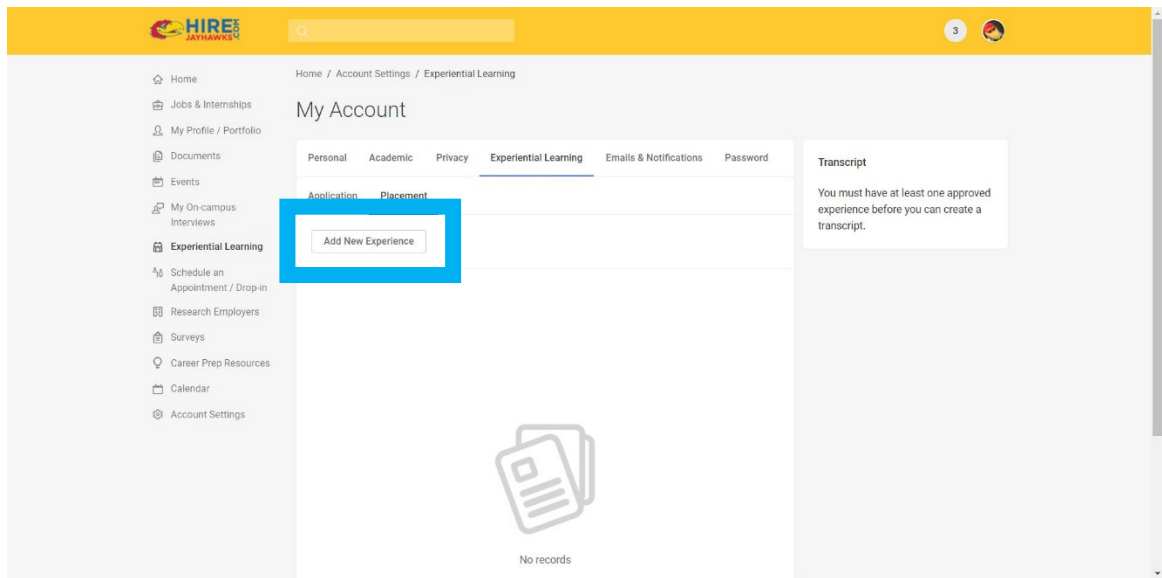 HIRE
JAYHAWKS
.COM
3
Home
Jobs & Internships
My Profile / Portfolio
Documents
Events
My On-campus
Interviews
Experiential Learning
Schedule an
Appointment / Drop-in
Research Employers
Surveys
Career Prep Resources
Calendar
Account Settings
Home / Account Settings / Experiential Learning
My Account
Personal Academic Privacy Experiential Learning Emails & Notifications Password
Application Placement
Add New Experience
No records
Transcript
You must have at least one approved
experience before you can create a
transcript.